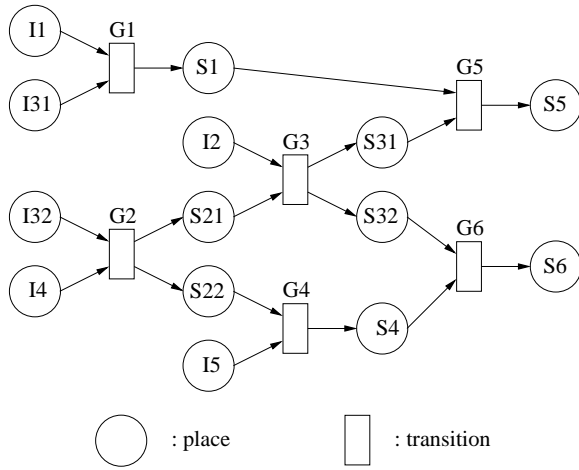 I1
G1
I31
S1
G5
S5
I2
G3
S31
I32
G2
S21
S32
G6
I4
S22
G4
S4
S6
I5
: place
: transition